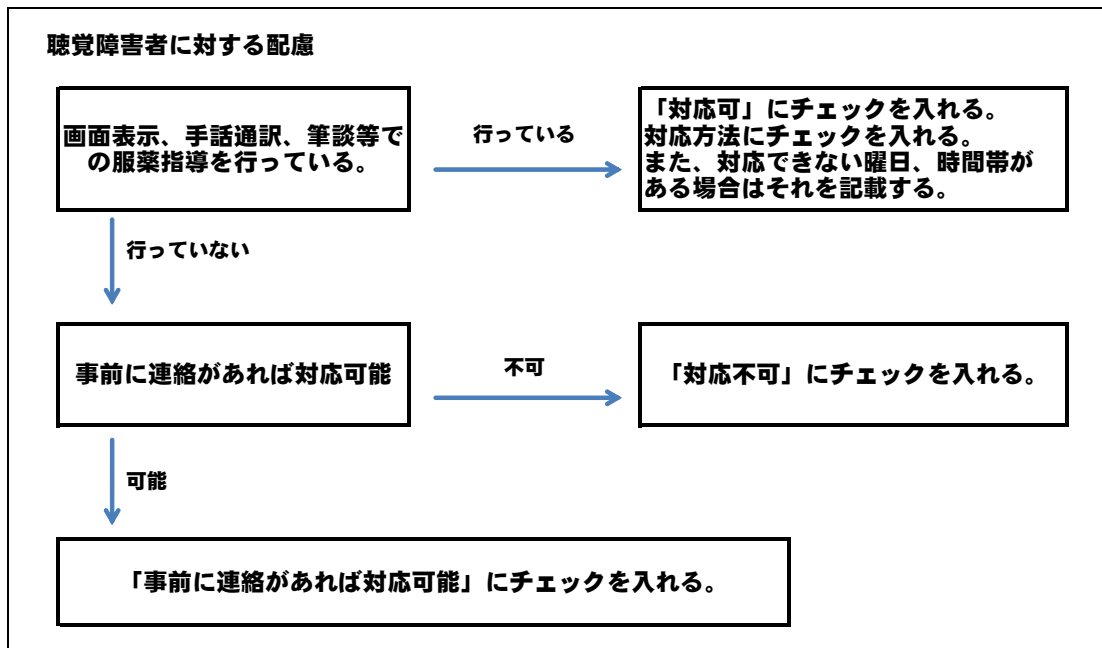 聴覚障害者に対する配慮
画面表示、手話通訳、筆談等で
の服薬指導を行っている。
行っている
「対応可」にチェックを入れる。
対応方法にチェックを入れる。
また、対応できない曜日、時間帯が
ある場合はそれを記載する。
行っていない
事前に連絡があれば対応可能
不可
「対応不可」にチェックを入れる。
可能
「事前に連絡があれば対応可能」にチェックを入れる。